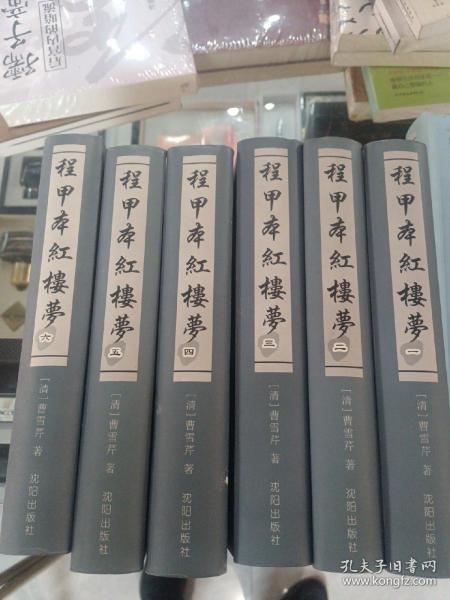 程甲本紅樓夢
六
[清]曹雪芹 著
沈阳出版社
程甲本紅樓夢
五
[清]曹雪芹 著
沈阳出版社
程甲本紅樓夢
四
[清]曹雪芹 著
沈阳出版社
程甲本紅樓夢
三
[清]曹雪芹 著
沈阳出版社
程甲本紅樓夢
二
[清]曹雪芹 著
沈阳出版社
程甲本紅樓夢
一
[清]曹雪芹 著
沈阳出版社
孔夫子旧书网
www.kongfz.com